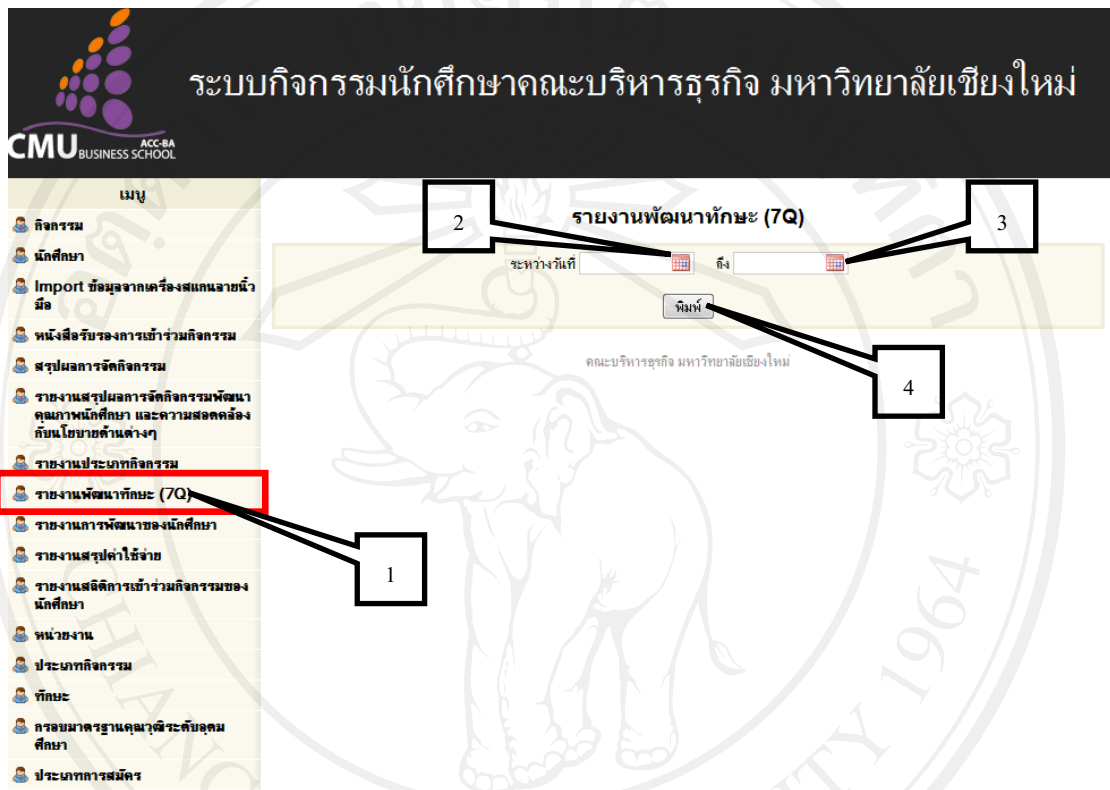 ระบบกิจกรรมนักศึกษาคณะบริหารธุรกิจ มหาวิทยาลัยเชียงใหม่
CMU BUSINESS SCHOOL ACC-BA
เมนู
กิจกรรม
นักศึกษา
Import ข้อมูลจากเครื่องสแกนลายนิ้ว
มือ
หนังสือรับรองการเข้าร่วมกิจกรรม
สรุปผลการจัดกิจกรรม
รายงานสรุปผลการจัดกิจกรรมพัฒนา
คุณภาพนักศึกษา และความสอดคล้อง
กับนโยบายด้านต่างๆ
รายงานประเภทกิจกรรม
รายงานพัฒนาทักษะ (7Q)
รายงานการพัฒนาของนักศึกษา
รายงานสรุปค่าใช้จ่าย
รายงานสถิติการเข้าร่วมกิจกรรมของ
นักศึกษา
หน่วยงาน
ประเภทกิจกรรม
ทักษะ
กรอบมาตรฐานคุณวุฒิระดับอุดม
ศึกษา
ประเภทการสมัคร
2
รายงานพัฒนาทักษะ (7Q)
3
ระหว่างวันที่ ถึง
พิมพ์
คณะบริหารธุรกิจ มหาวิทยาลัยเชียงใหม่
4
1
CHIANG
UNIVERSITY 1964